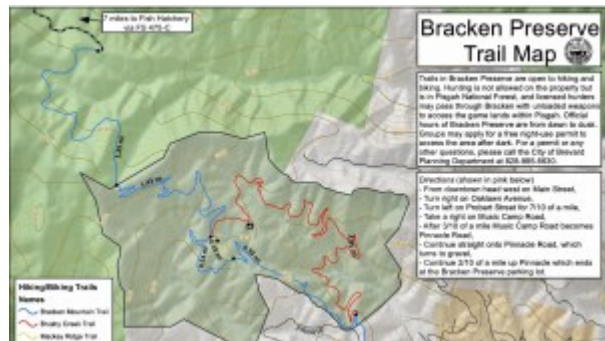 7 miles to Fish Hatchery
via FS 475-C
Bracken Preserve
Trail Map
Trails in Bracken Preserve are open to hiking and
biking. Hunting is not allowed on the property but
is in Pisgah National Forest, and licensed hunters
may pass through Bracken with unloaded weapons
to access the game lands within Pisgah. Official
hours of Bracken Preserve are from dawn to dusk.
Groups may apply for a free night-use permit to
access the area after dark. For a permit or any
other questions, please call the City of Brevard
Planning Department at
Directions (shown in pink below)
- From downtown head west on Main Street,
- Turn right on Oaklawn Avenue,
- Turn left on Probart Street for 7/10 of a mile,
- Take a right on Music Camp Road,
- After 3/10 of a mile Music Camp Road becomes
Pinnacle Road,
- Continue straight onto Pinnacle Road, which
turns to gravel,
- Continue 2/10 of a mile up Pinnacle which ends
at the Bracken Preserve parking lot.
Hiking/Biking Trails
Names
Bracken Mountain Trail
Brushy Creek Trail
Mackey Ridge Trail